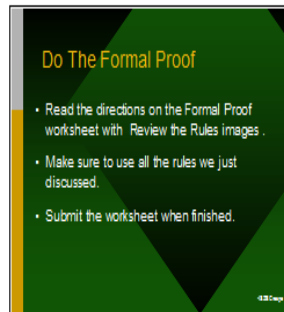 Do The Formal Proof
• Read the directions on the Formal Proof
worksheet with Review the Rules images .
• Make sure to use all the rules we just
discussed.
• Submit the worksheet when finished.